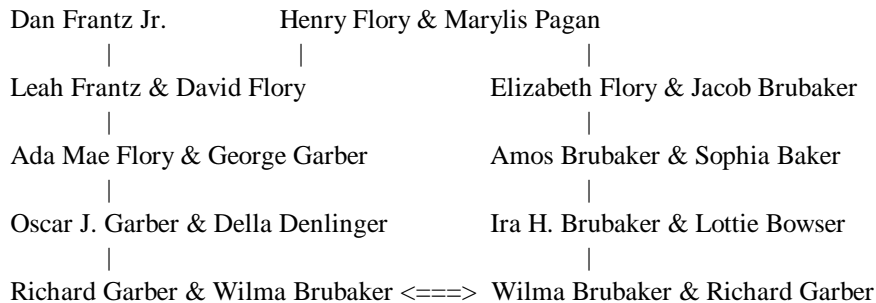 Dan Frantz Jr. Henry Flory & Marylis Pagan
| | |
Leah Frantz & David Flory Elizabeth Flory & Jacob Brubaker
| |
Ada Mae Flory & George Garber Amos Brubaker & Sophia Baker
| |
Oscar J. Garber & Della Denlinger Ira H. Brubaker & Lottie Bowser
| |
Richard Garber & Wilma Brubaker <===> Wilma Brubaker & Richard Garber